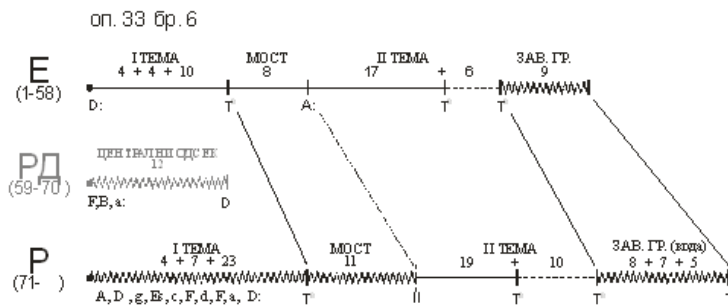 оп. 33 бр. 6
I ТЕМА МОСТ II ТЕМА ЗАВ. ГР.
Е 4 + 4 + 10 8 17 + 6 9
(1-58) D: T° A: T° T°
ЦЕНТРАЛНИ ОДСЕК
РД 12
(59-70) F,B,a: D
I ТЕМА МОСТ II ТЕМА ЗАВ. ГР. (кода)
Р 4 + 7 + 23 11 19 + 10 8 + 7 + 5
(71- ) A, D, g, Es, c, F, d, F, a, D: T° T° T°